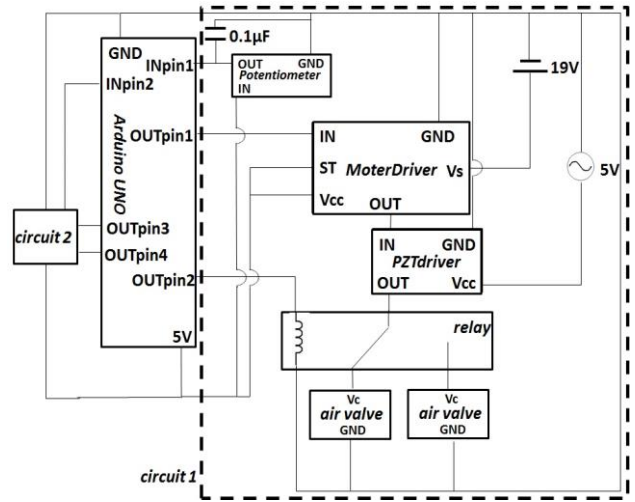 GND
INpin1
INpin2
Arduino UNO
OUTpin1
OUTpin3
OUTpin4
OUTpin2
5V
circuit 2
0.1μF
OUT
GND
Potentiometer
IN
19V
5V
IN
GND
ST
MoterDriver
Vs
Vcc
OUT
IN
GND
PZTdriver
OUT
Vcc
relay
Vc
air valve
GND
Vc
air valve
GND
circuit 1